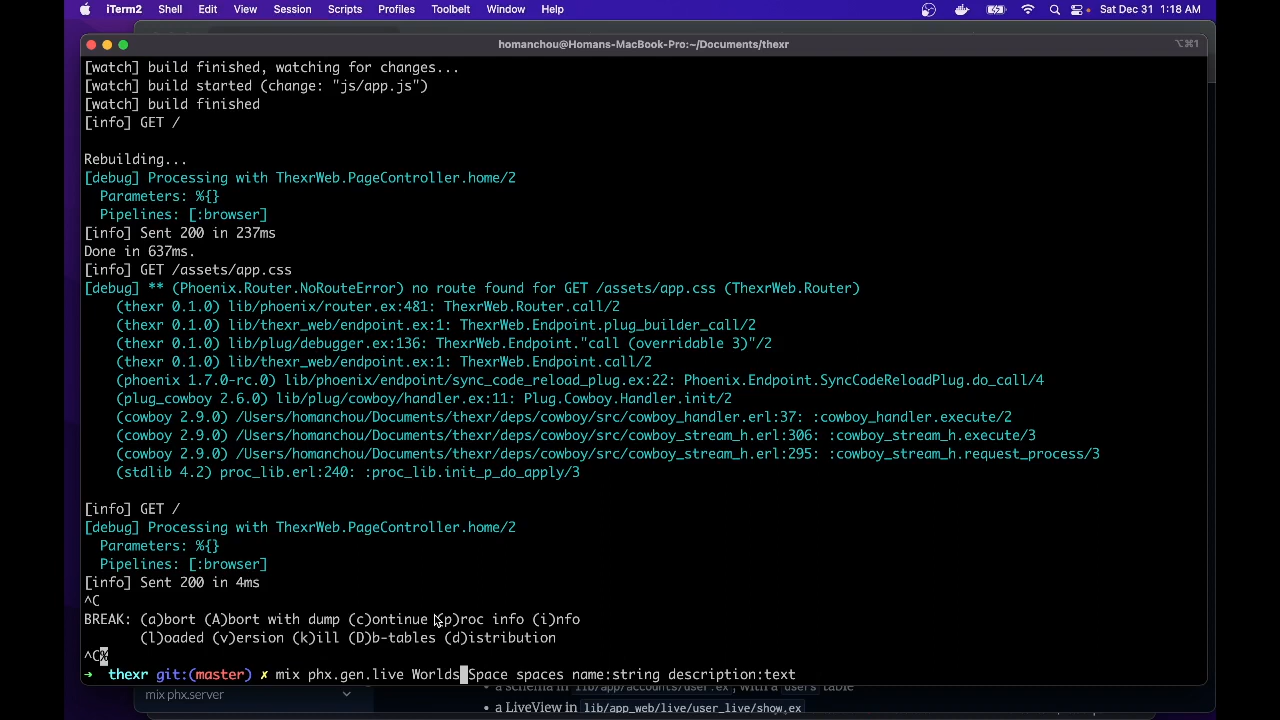 iTerm2 Shell Edit View Session Scripts Profiles Toolbelt Window Help Sat Dec 31 1:18 AM
homanchou@Homans-MacBook-Pro:~/Documents/thexr ⌥⌘1
[watch] build finished, watching for changes...
[watch] build started (change: "js/app.js")
[watch] build finished
[info] GET /
Rebuilding...
[debug] Processing with ThexrWeb.PageController.home/2
Parameters: %{}
Pipelines: [:browser]
[info] Sent 200 in 237ms
Done in 637ms.
[info] GET /assets/app.css
[debug] ** (Phoenix.Router.NoRouteError) no route found for GET /assets/app.css (ThexrWeb.Router)
(thexr 0.1.0) lib/phoenix/router.ex:481: ThexrWeb.Router.call/2
(thexr 0.1.0) lib/thexr_web/endpoint.ex:1: ThexrWeb.Endpoint.plug_builder_call/2
(thexr 0.1.0) lib/plug/debugger.ex:136: ThexrWeb.Endpoint."call (overridable 3)"/2
(thexr 0.1.0) lib/thexr_web/endpoint.ex:1: ThexrWeb.Endpoint.call/2
(phoenix 1.7.0-rc.0) lib/phoenix/endpoint/sync_code_reload_plug.ex:22: Phoenix.Endpoint.SyncCodeReloadPlug.do_call/4
(plug_cowboy 2.6.0) lib/plug/cowboy/handler.ex:11: Plug.Cowboy.Handler.init/2
(cowboy 2.9.0) /Users/homanchou/Documents/thexr/deps/cowboy/src/cowboy_handler.erl:37: :cowboy_handler.execute/2
(cowboy 2.9.0) /Users/homanchou/Documents/thexr/deps/cowboy/src/cowboy_stream_h.erl:306: :cowboy_stream_h.execute/3
(cowboy 2.9.0) /Users/homanchou/Documents/thexr/deps/cowboy/src/cowboy_stream_h.erl:295: :cowboy_stream_h.request_process/3
(stdlib 4.2) proc_lib.erl:240: :proc_lib.init_p_do_apply/3
[info] GET /
[debug] Processing with ThexrWeb.PageController.home/2
Parameters: %{}
Pipelines: [:browser]
[info] Sent 200 in 4ms
^C
BREAK: (a)bort (A)bort with dump (c)ontinue (p)roc info (i)nfo
(l)oaded (v)ersion (k)ill (D)b-tables (d)istribution
^C%
➜ thexr git:(master) ✗ mix phx.gen.live Worlds Space spaces name:string description:text
mix phx.server
• a schema in lib/app/accounts/user.ex, with a users table
• a LiveView in lib/app_web/live/user_live/show.ex